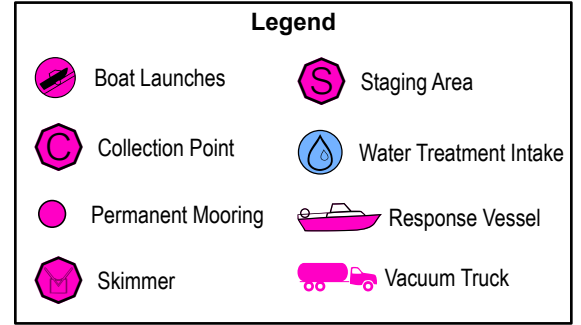 Legend
Boat Launches
S Staging Area
C Collection Point
Water Treatment Intake
Permanent Mooring
Response Vessel
Skimmer
Vacuum Truck